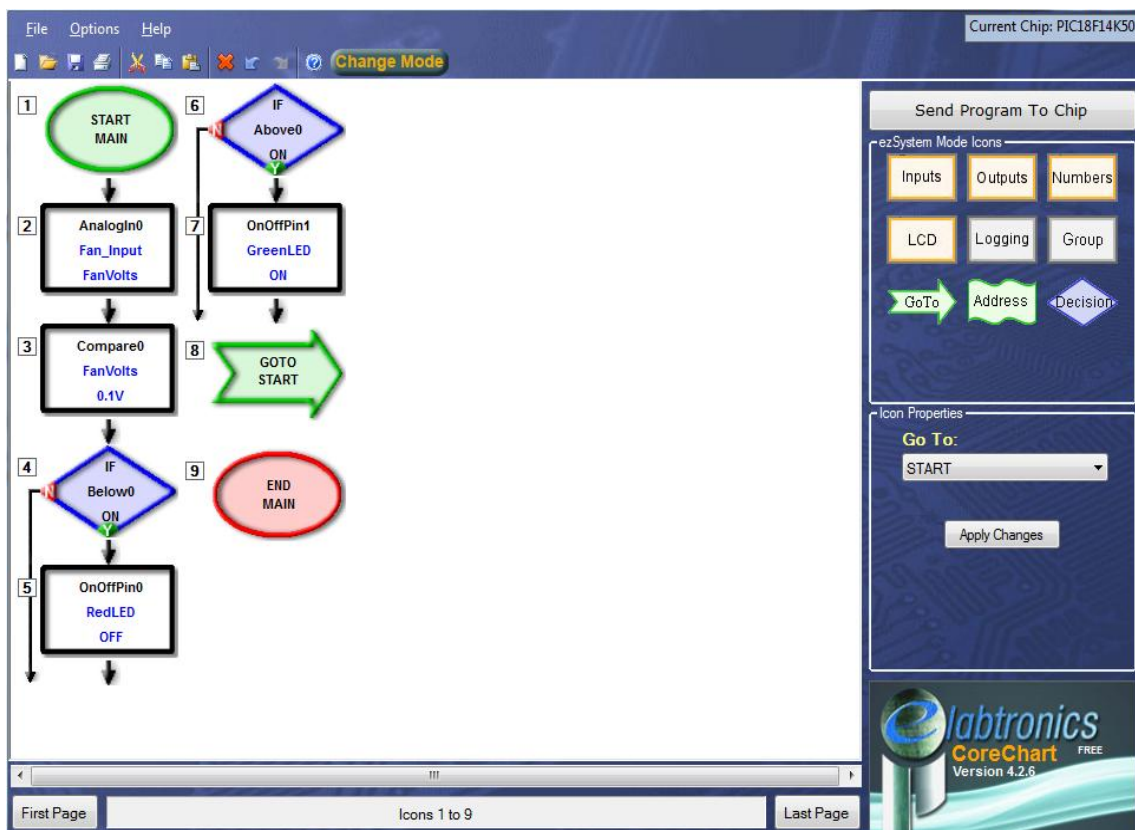 File Options Help
Current Chip: PIC18F14K50
Change Mode
1
START
MAIN
2
AnalogIn0
Fan_Input
FanVolts
3
Compare0
FanVolts
0.1V
4
IF
Below0
ON
N
Y
5
OnOffPin0
RedLED
OFF
6
IF
Above0
ON
N
Y
7
OnOffPin1
GreenLED
ON
8
GOTO
START
9
END
MAIN
Send Program To Chip
ezSystem Mode Icons
Inputs Outputs Numbers
LCD Logging Group
GoTo Address Decision
Icon Properties
Go To:
START
Apply Changes
elabtronics
CoreChart FREE
Version 4.2.6
First Page Icons 1 to 9 Last Page